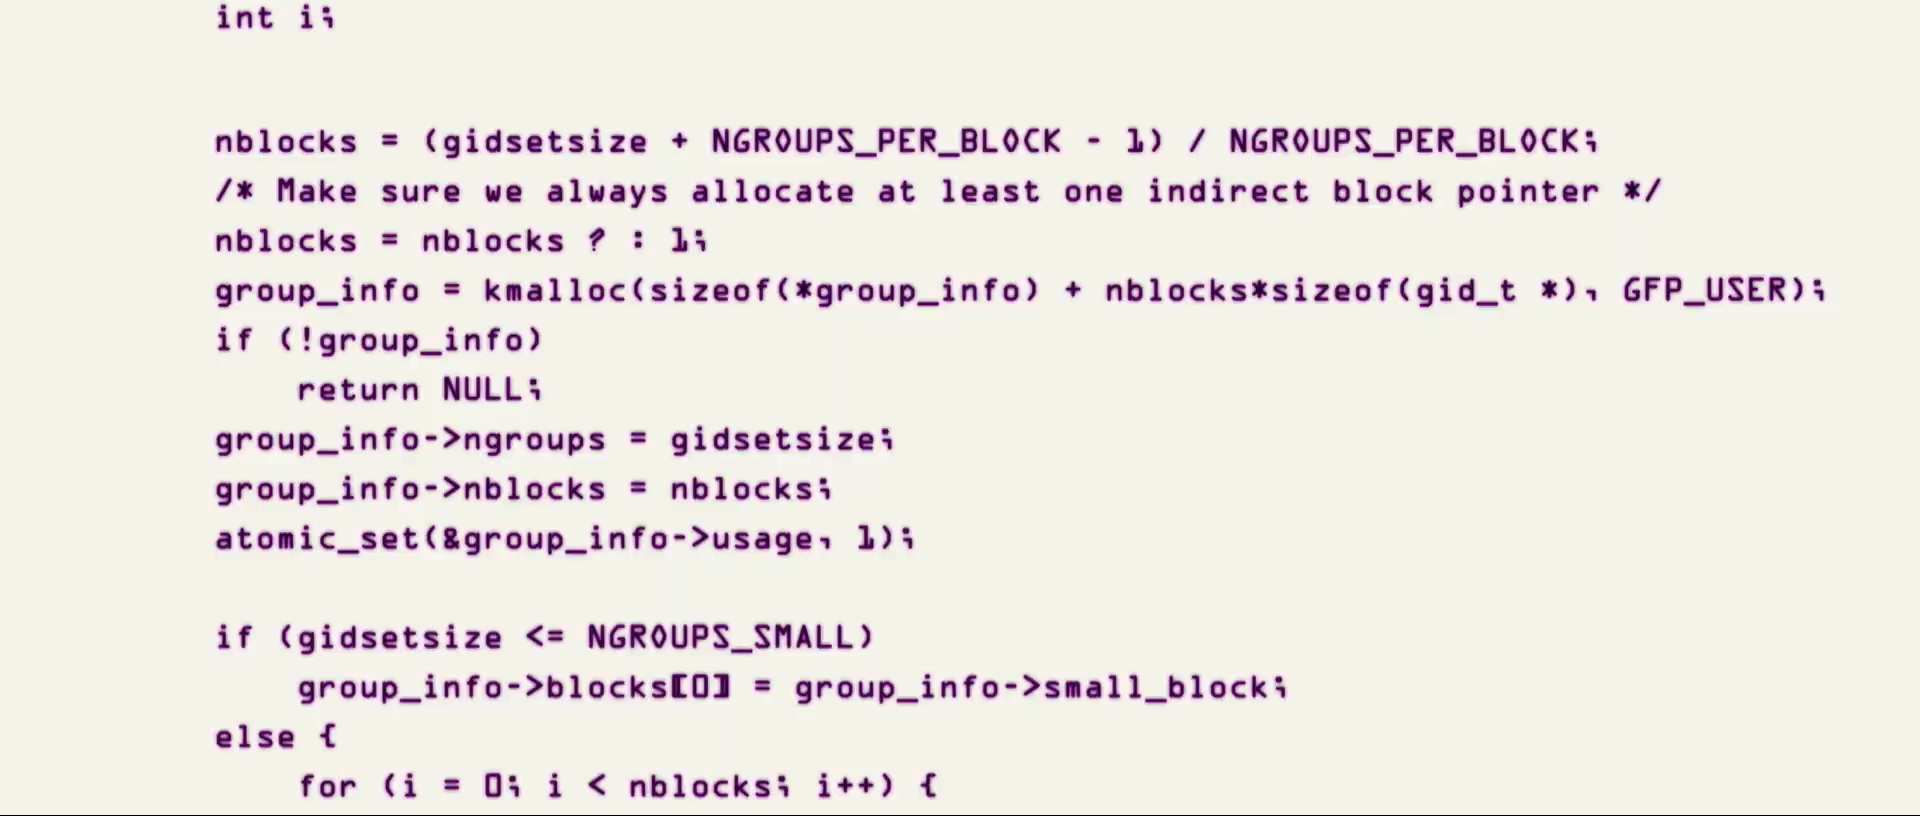 int i;
nblocks = (gidsetsize + NGROUPS_PER_BLOCK - 1) / NGROUPS_PER_BLOCK;
/* Make sure we always allocate at least one indirect block pointer */
nblocks = nblocks ? : 1;
group_info = kmalloc(sizeof(*group_info) + nblocks*sizeof(gid_t *), GFP_USER);
if (!group_info)
return NULL;
group_info->ngroups = gidsetsize;
group_info->nblocks = nblocks;
atomic_set(&group_info->usage, 1);
if (gidsetsize <= NGROUPS_SMALL)
group_info->blocks[0] = group_info->small_block;
else {
for (i = 0; i < nblocks; i++) {